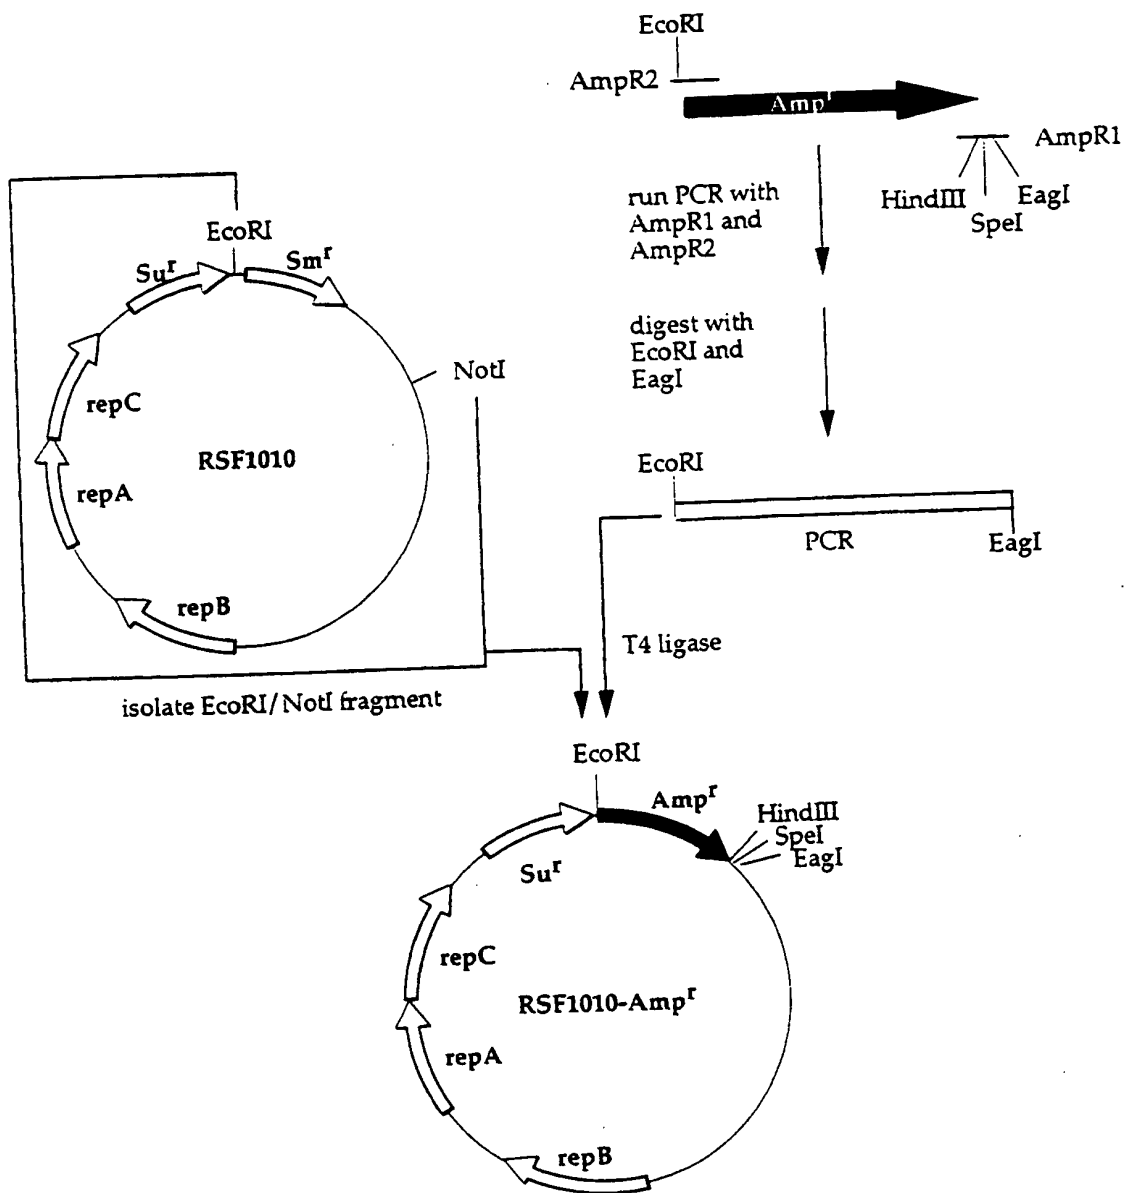 EcoRI
AmpR2
Ampʳ
AmpR1
HindIII
SpeI
EagI
run PCR with
AmpR1 and
AmpR2
digest with
EcoRI and
EagI
EcoRI
Suʳ
Smʳ
NotI
repC
RSF1010
repA
repB
isolate EcoRI/NotI fragment
EcoRI
PCR
EagI
T4 ligase
EcoRI
Ampʳ
HindIII
SpeI
EagI
Suʳ
repC
RSF1010-Ampʳ
repA
repB